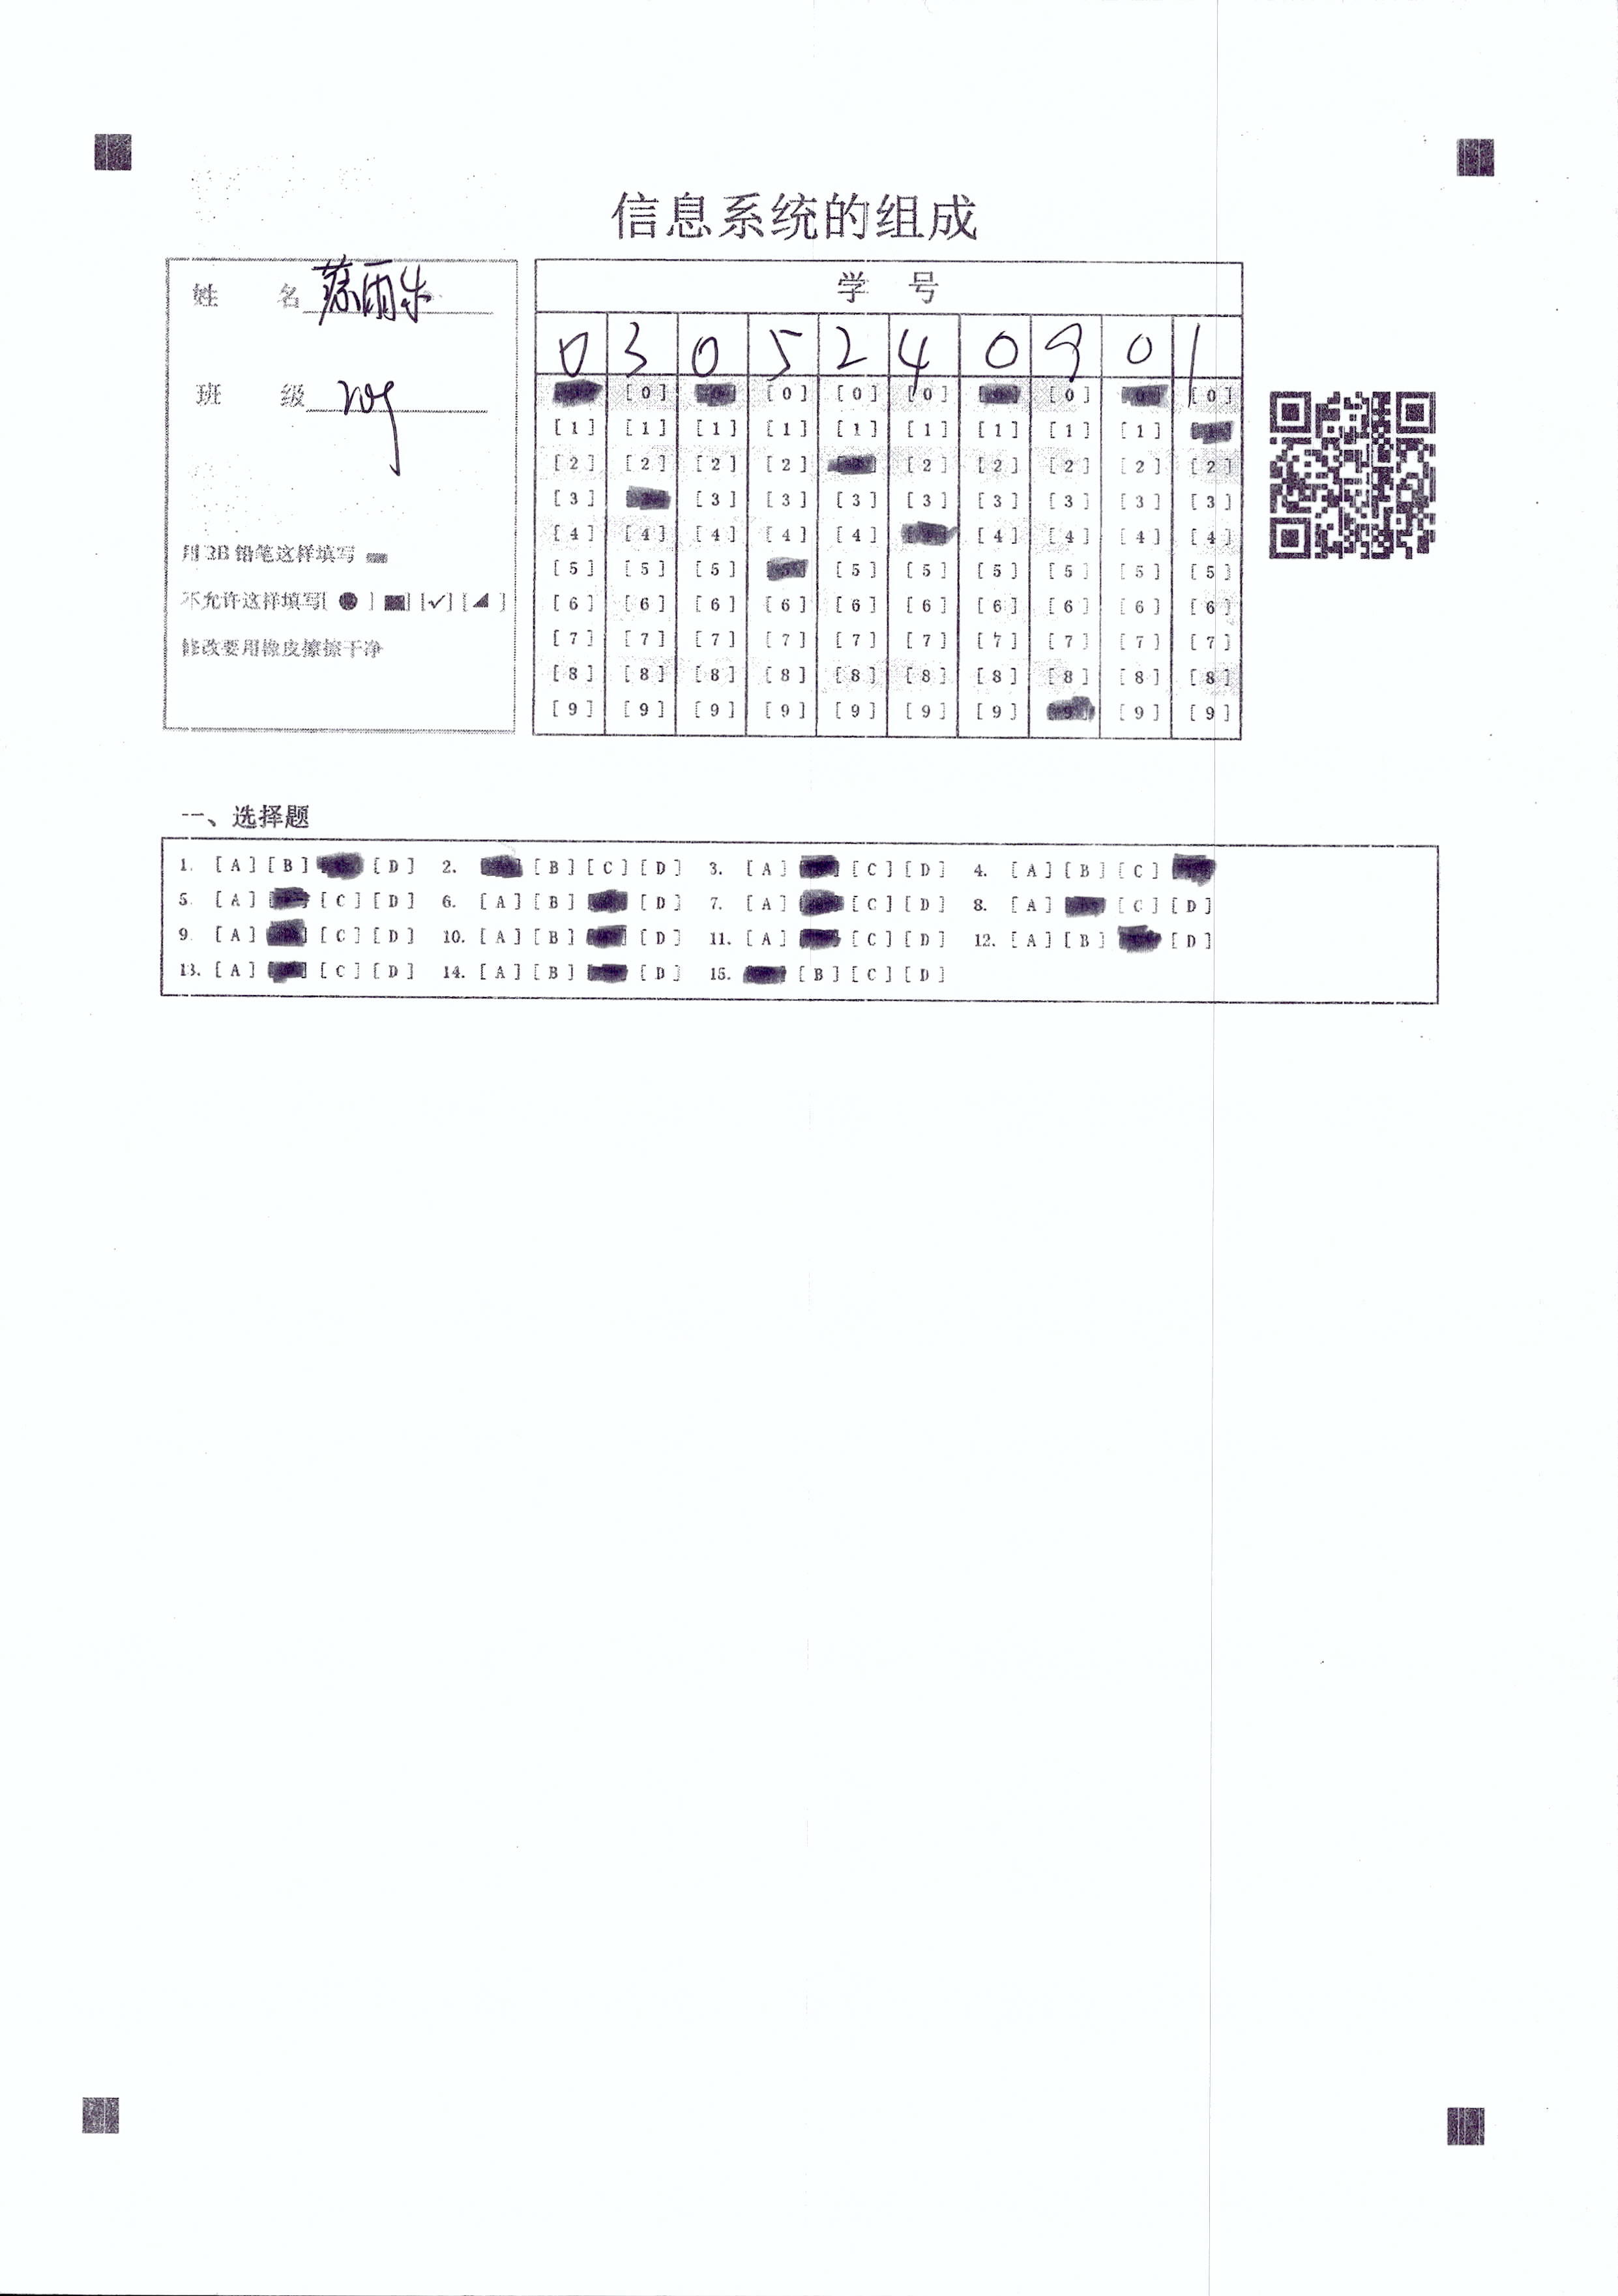 信息系统的组成
姓 名 蔡雨乐
班 级 209
用2B铅笔这样填写
不允许这样填写[ ● ] [■] [✓] [◢ ]
修改要用橡皮擦擦干净
学 号
0 3 0 5 2 4 0 9 0 1
[0] [0] [0] [0] [0] [0]
[1] [1] [1] [1] [1] [1] [1] [1] [1]
[2] [2] [2] [2] [2] [2] [2] [2] [2]
[3] [3] [3] [3] [3] [3] [3] [3] [3]
[4] [4] [4] [4] [4] [4] [4] [4] [4]
[5] [5] [5] [5] [5] [5] [5] [5] [5]
[6] [6] [6] [6] [6] [6] [6] [6] [6] [6]
[7] [7] [7] [7] [7] [7] [7] [7] [7] [7]
[8] [8] [8] [8] [8] [8] [8] [8] [8] [8]
[9] [9] [9] [9] [9] [9] [9] [9] [9]
一、选择题
1. [A] [B] [D] 2. [B] [C] [D] 3. [A] [C] [D] 4. [A] [B] [C]
5. [A] [C] [D] 6. [A] [B] [D] 7. [A] [C] [D] 8. [A] [C] [D]
9. [A] [C] [D] 10. [A] [B] [D] 11. [A] [C] [D] 12. [A] [B] [D]
13. [A] [C] [D] 14. [A] [B] [D] 15. [B] [C] [D]